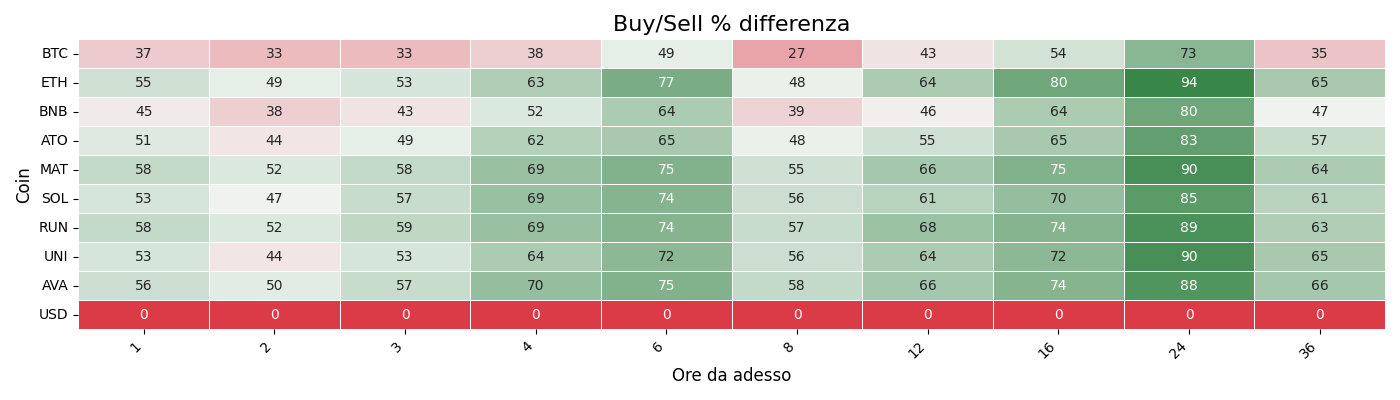 Buy/Sell % differenza
Coin
BTC 37 33 33 38 49 27 43 54 73 35
ETH 55 49 53 63 77 48 64 80 94 65
BNB 45 38 43 52 64 39 46 64 80 47
ATO 51 44 49 62 65 48 55 65 83 57
MAT 58 52 58 69 75 55 66 75 90 64
SOL 53 47 57 69 74 56 61 70 85 61
RUN 58 52 59 69 74 57 68 74 89 63
UNI 53 44 53 64 72 56 64 72 90 65
AVA 56 50 57 70 75 58 66 74 88 66
USD 0 0 0 0 0 0 0 0 0 0
1 2 3 4 6 8 12 16 24 36
Ore da adesso